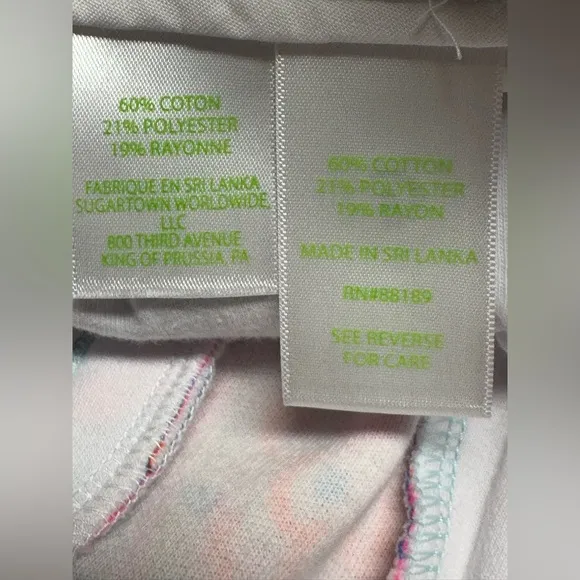 60% COTON
21% POLYESTER
19% RAYONNE
FABRIQUE EN SRI LANKA
SUGARTOWN WORLDWIDE,
LLC
800 THIRD AVENUE
KING OF PRUSSIA, PA
60% COTTON
21% POLYESTER
19% RAYON
MADE IN SRI LANKA
RN#88189
SEE REVERSE
FOR CARE